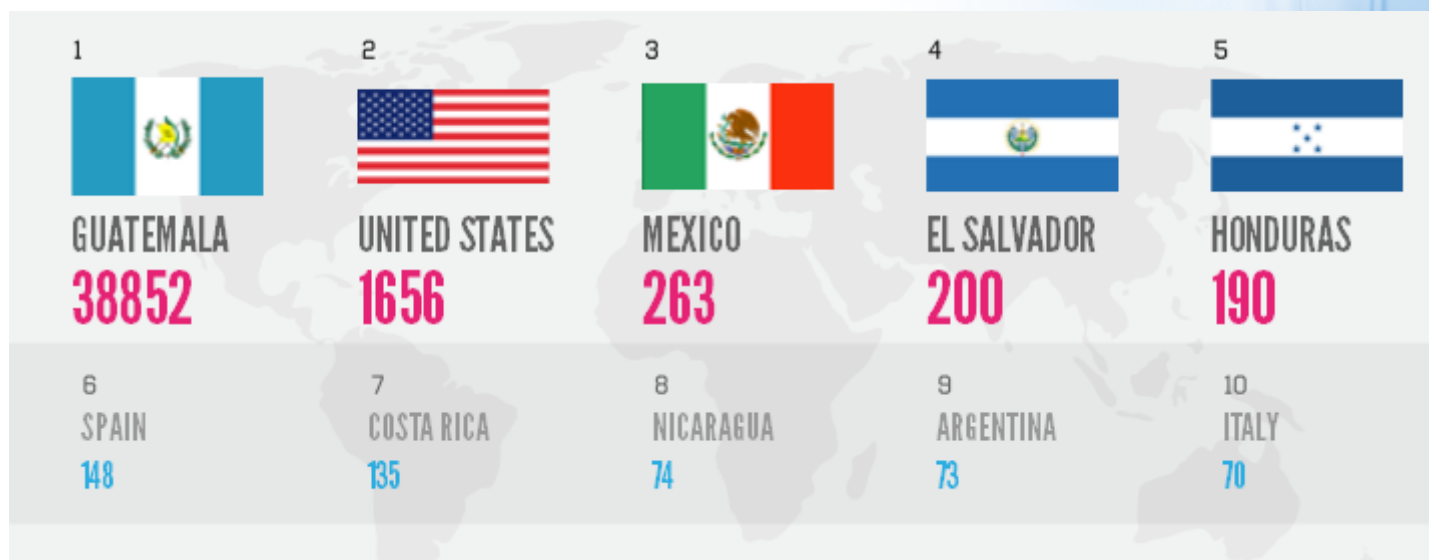 1 2 3 4 5
GUATEMALA UNITED STATES MEXICO EL SALVADOR HONDURAS
38852 1656 263 200 190
6 7 8 9 10
SPAIN COSTA RICA NICARAGUA ARGENTINA ITALY
148 135 74 73 70